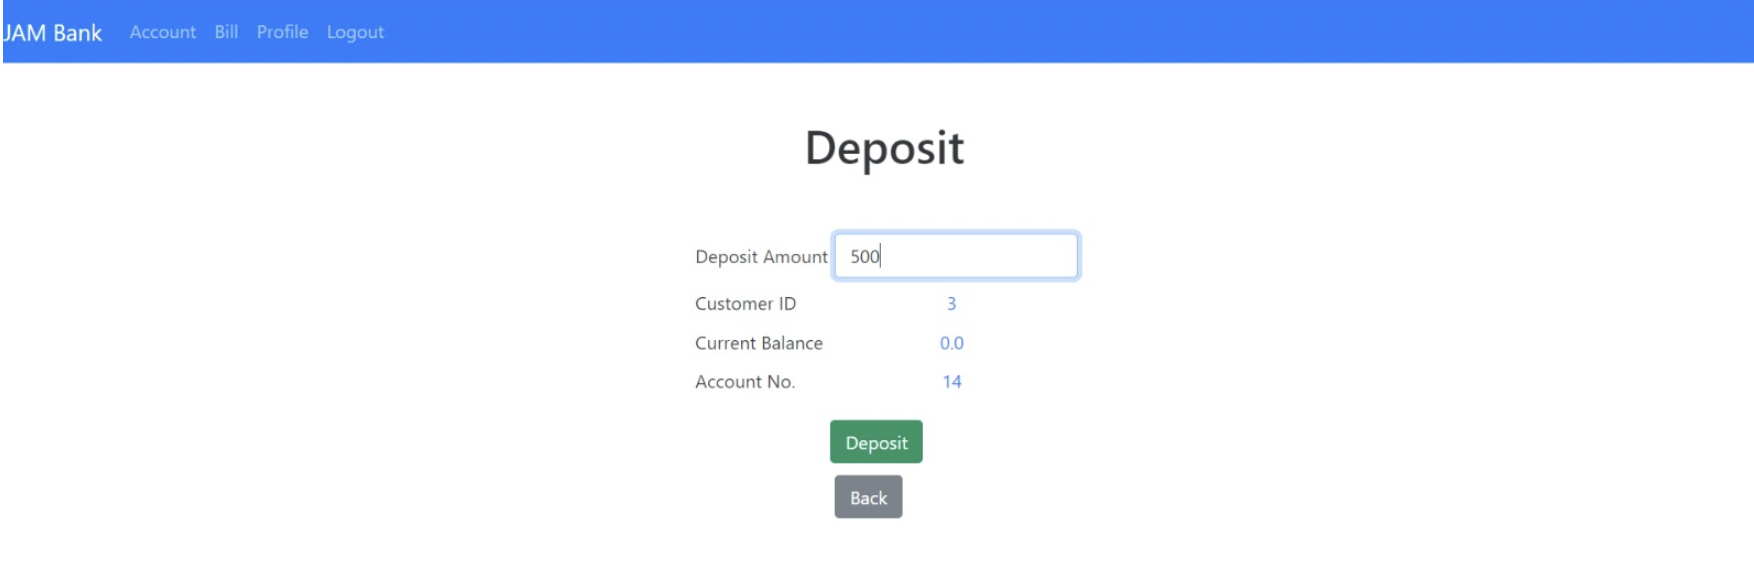 JAM Bank Account Bill Profile Logout
Deposit
Deposit Amount 500
Customer ID 3
Current Balance 0.0
Account No. 14
Deposit
Back